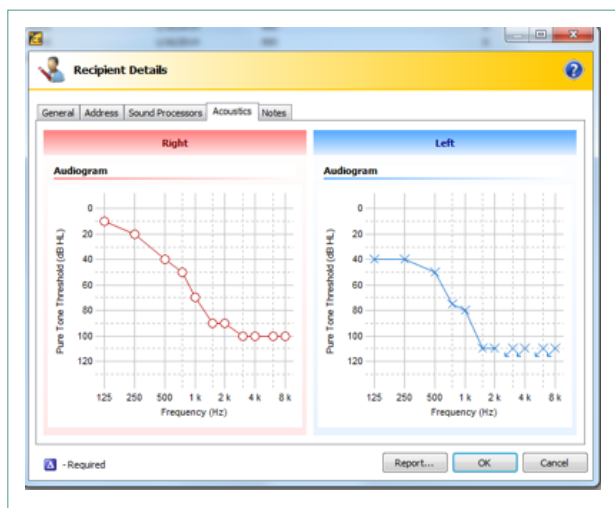 Recipient Details
General Address Sound Processors Acoustics Notes
Right
Audiogram
Pure Tone Threshold (dB HL)
0
20
40
60
80
100
120
125 250 500 1 k 2 k 4 k 8 k
Frequency (Hz)
Left
Audiogram
Pure Tone Threshold (dB HL)
0
20
40
60
80
100
120
125 250 500 1 k 2 k 4 k 8 k
Frequency (Hz)
- Required
Report... OK Cancel